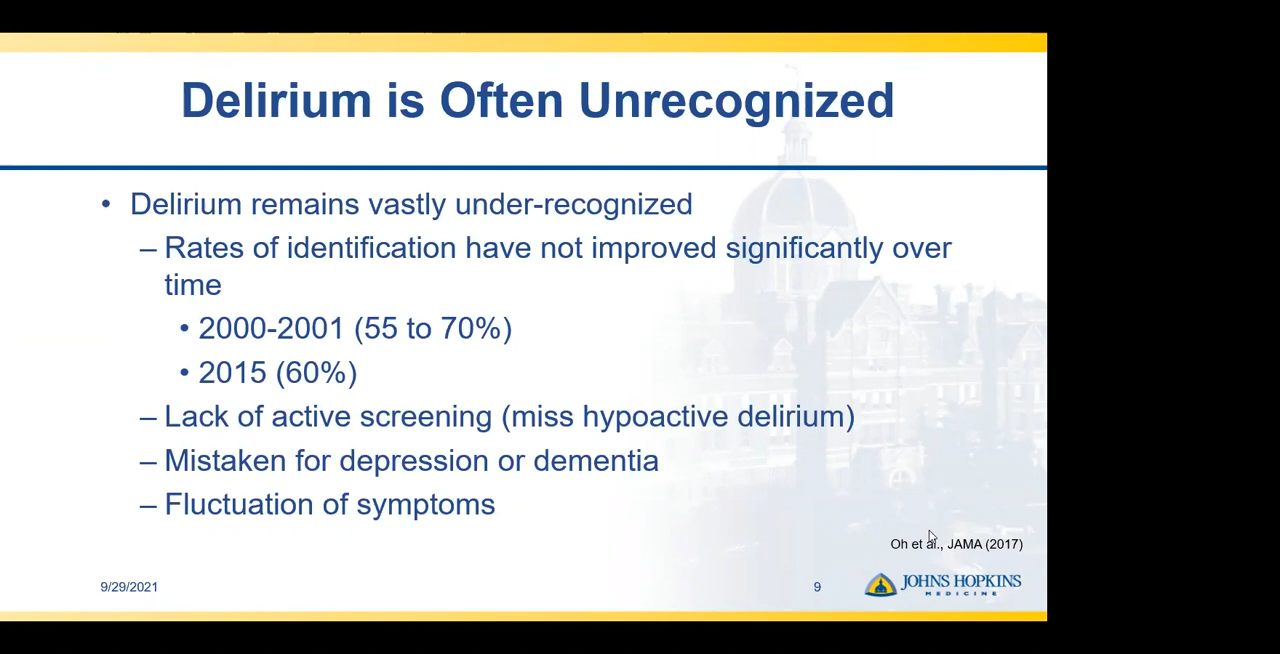 Delirium is Often Unrecognized
• Delirium remains vastly under-recognized
– Rates of identification have not improved significantly over
time
• 2000-2001 (55 to 70%)
• 2015 (60%)
– Lack of active screening (miss hypoactive delirium)
– Mistaken for depression or dementia
– Fluctuation of symptoms
Oh et al., JAMA (2017)
9/29/2021
9
JOHNS HOPKINS
MEDICINE